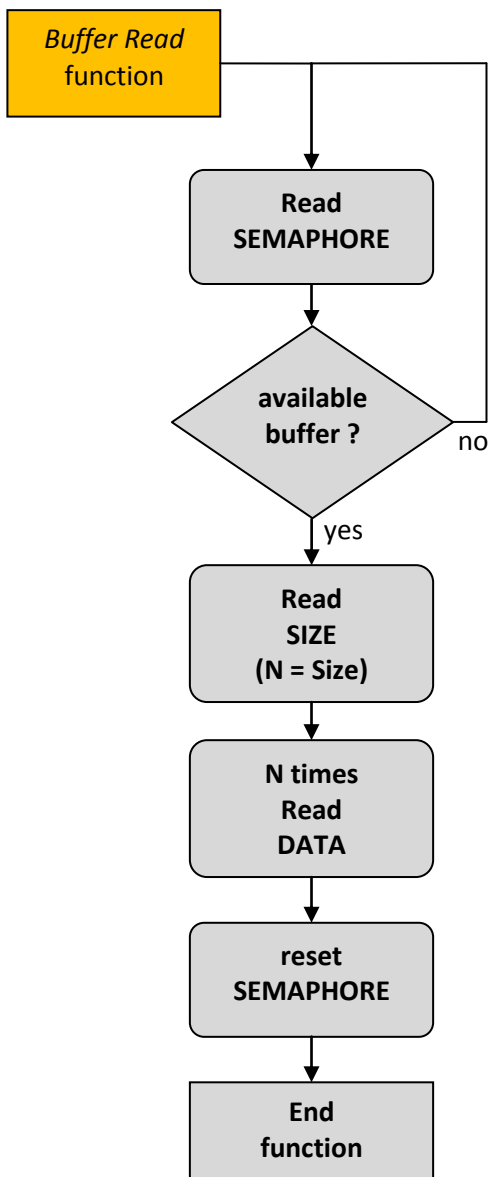 Buffer Read
function
Read
SEMAPHORE
available
buffer ?
no
yes
Read
SIZE
(N = Size)
N times
Read
DATA
reset
SEMAPHORE
End
function